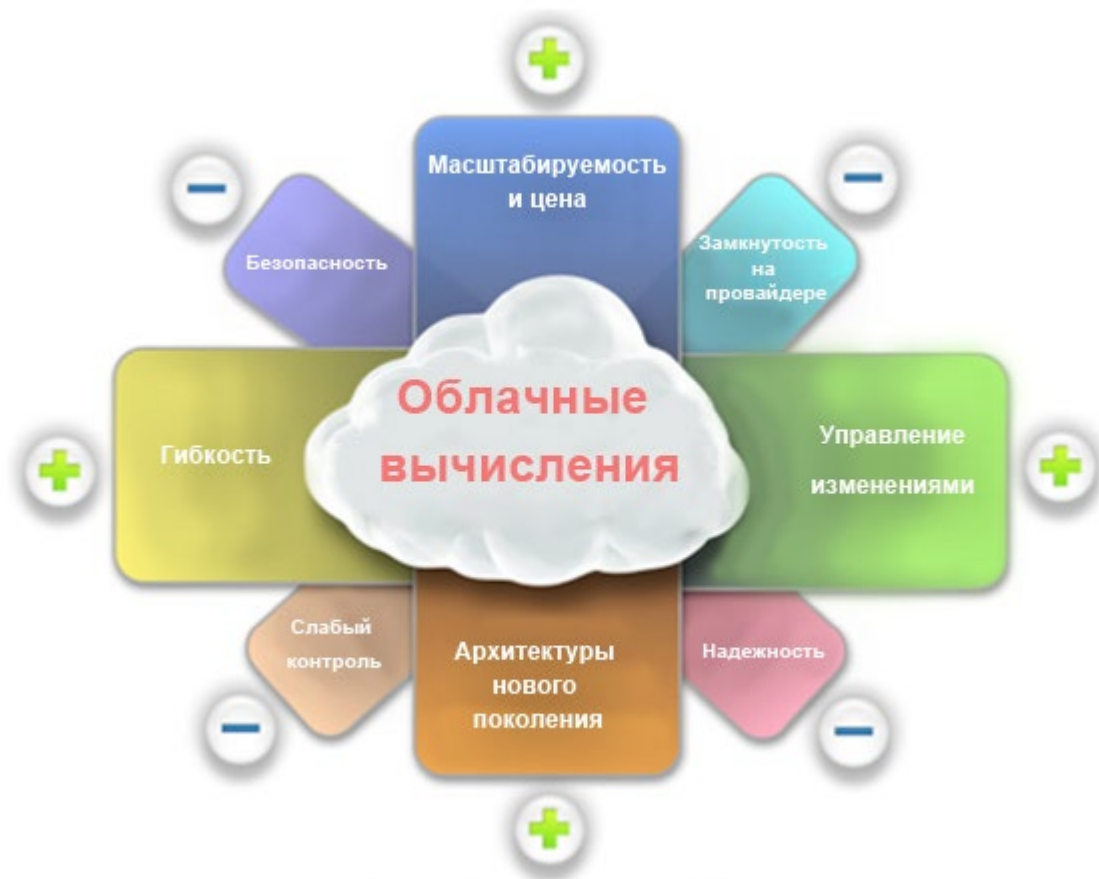 Масштабируемость
и цена
Безопасность
Замкнутость
на
провайдере
Облачные
вычисления
Гибкость
Управление
изменениями
Слабый
контроль
Архитектуры
нового
поколения
Надежность